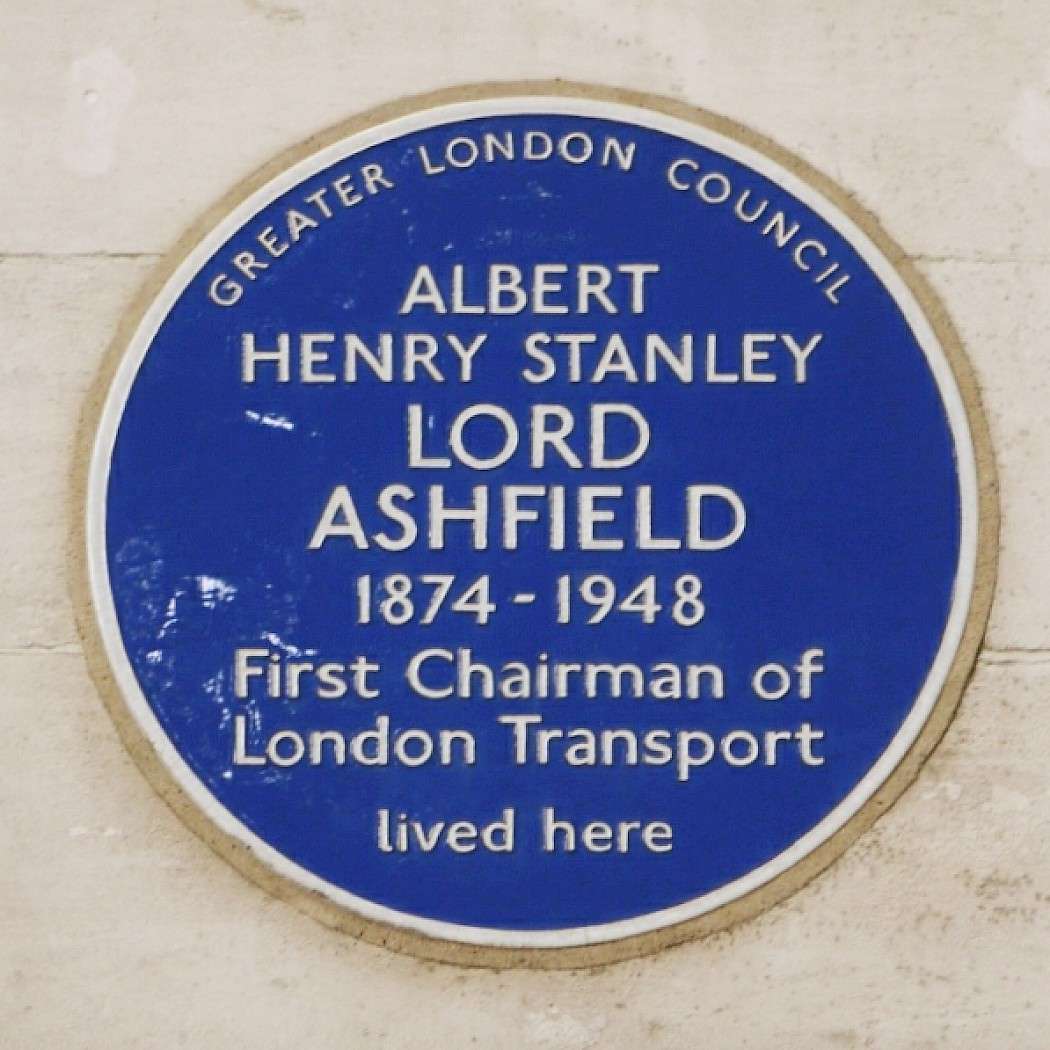 GREATER LONDON COUNCIL
ALBERT
HENRY STANLEY
LORD
ASHFIELD
1874-1948
First Chairman of
London Transport
lived here